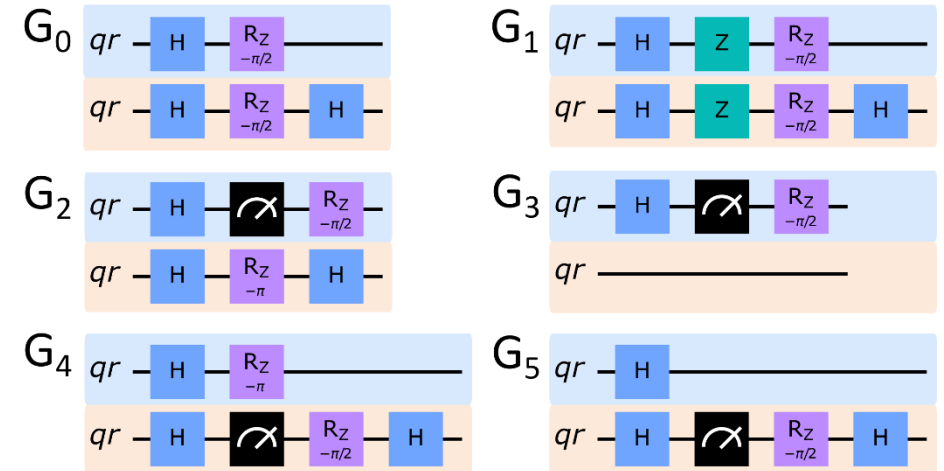 G0 qr H RZ -π/2
qr H RZ -π/2 H
G1 qr H Z RZ -π/2
qr H Z RZ -π/2 H
G2 qr H RZ -π/2
qr H RZ -π H
G3 qr H RZ -π/2
qr
G4 qr H RZ -π
qr H RZ -π/2 H
G5 qr H
qr H RZ -π/2 H